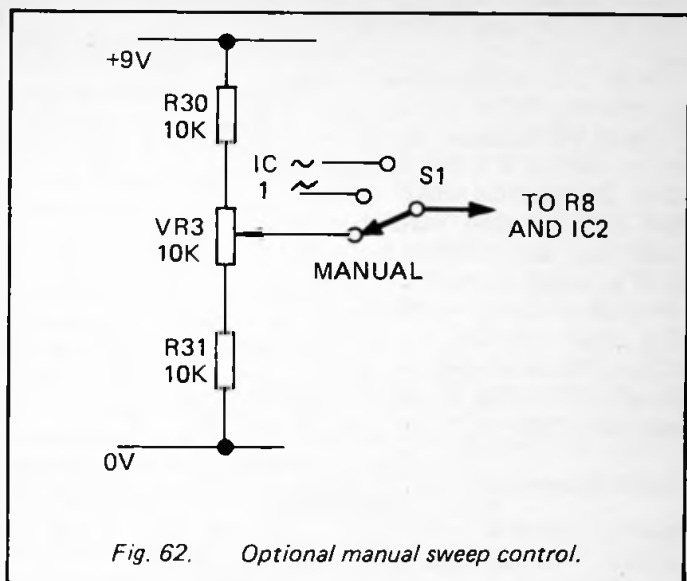 +9V
R30
10K
IC ~
1
S1
TO R8
AND IC2
VR3
10K
MANUAL
R31
10K
0V
Fig. 62. Optional manual sweep control.